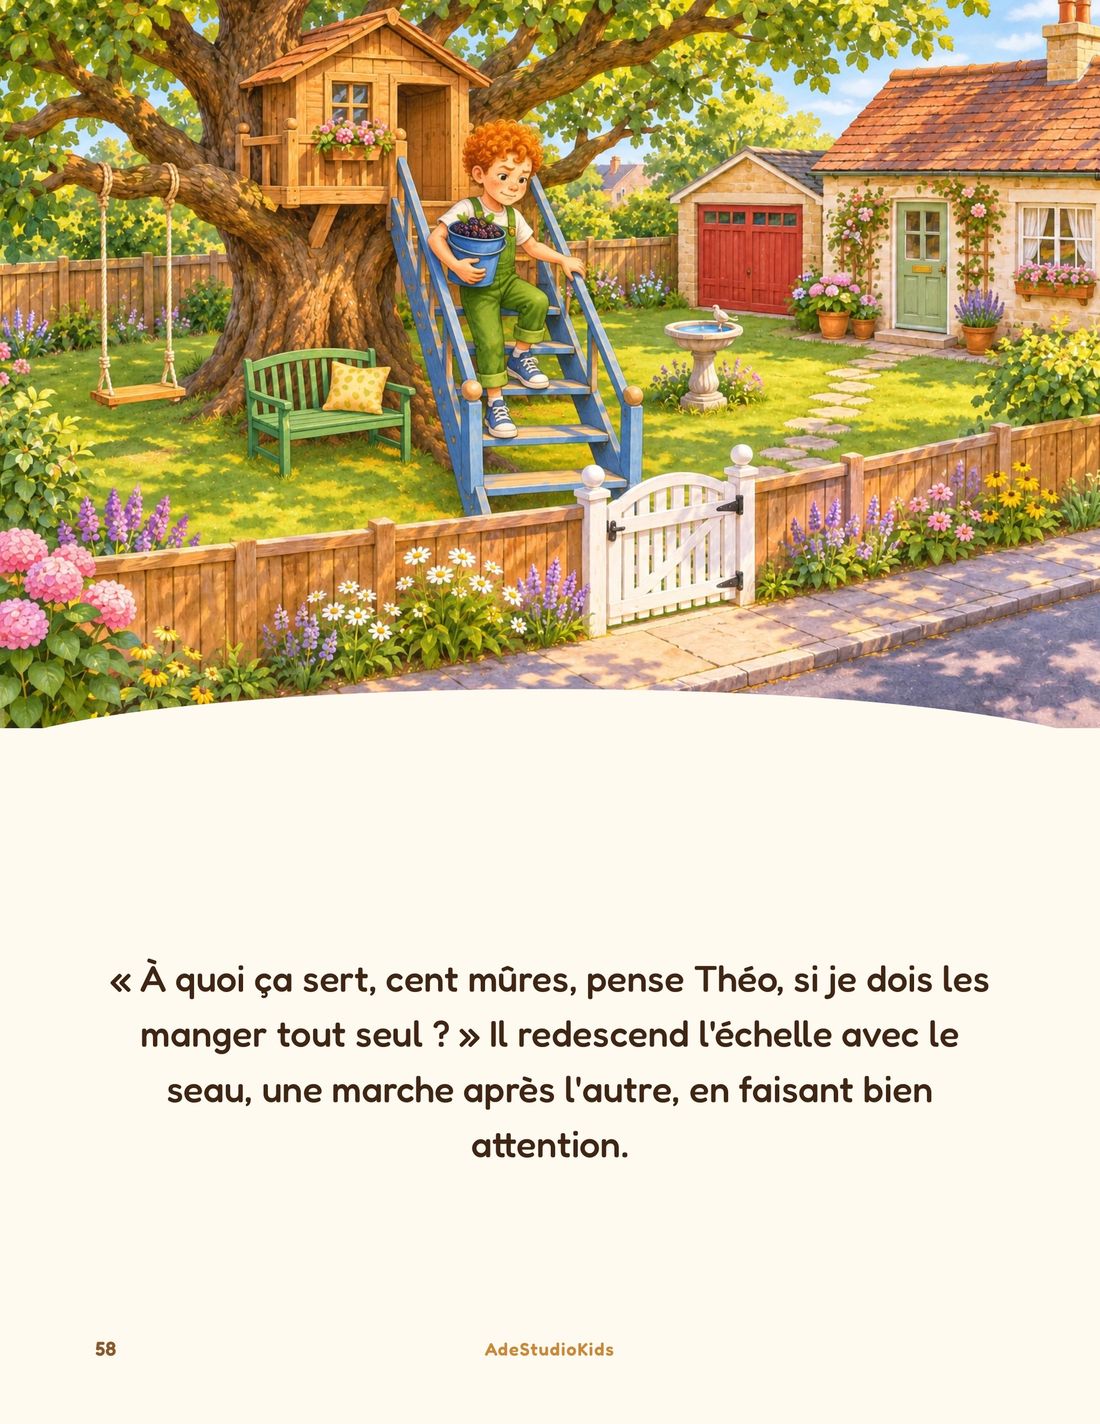 « À quoi ça sert, cent mûres, pense Théo, si je dois les
manger tout seul ? » Il redescend l'échelle avec le
seau, une marche après l'autre, en faisant bien
attention.
58
AdeStudioKids